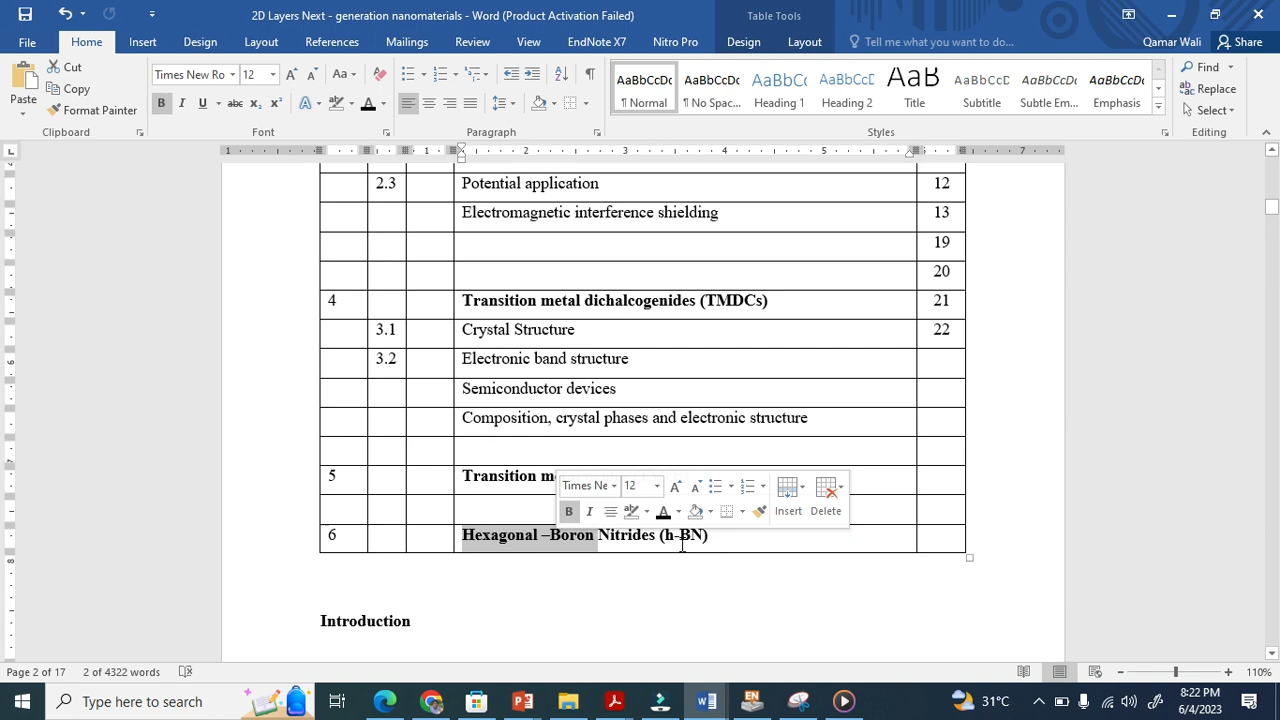 2D Layers Next - generation nanomaterials - Word (Product Activation Failed)
Table Tools
File Home Insert Design Layout References Mailings Review View EndNote X7 Nitro Pro Design Layout Tell me what you want to do... Qamar Wali Share
Paste
Cut
Copy
Format Painter
Clipboard
Times New Ro 12
Font
Paragraph
AaBbCcDc AaBbCcDc AaBbCc AaBbCcD AaB AaBbCcD AaBbCcDc AaBbCcDc
¶ Normal ¶ No Spac... Heading Heading 2 Title Subtitle Subtle Em... Emphasis
Styles
Find
Replace
Select
Editing
1 1 2 3 4 5 7
2.3 Potential application 12
Electromagnetic interference shielding 13
19
20
4 Transition metal dichalcogenides (TMDCs) 21
3.1 Crystal Structure 22
3.2 Electronic band structure
Semiconductor devices
Composition, crystal phases and electronic structure
5 Transition m
Times Ne 12
Insert Delete
6 Hexagonal –Boron Nitrides (h-BN)
Introduction
Page 2 of 17 2 of 4322 words 110%
Type here to search
31°C
8:22 PM
6/4/2023